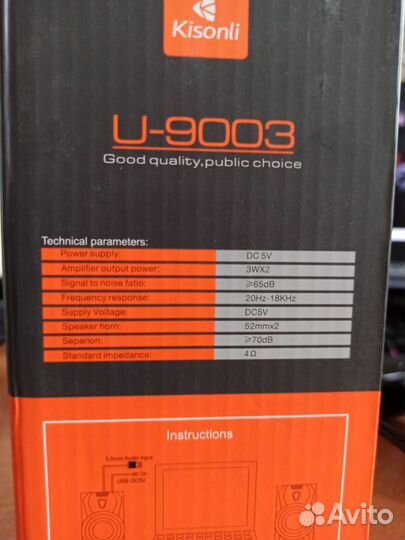 Kisonli
U-9003
Good quality,public choice
Technical parameters:
Power supply: DC 5V
Amplifier output power: 3WX2
Signal to noise fatio: ≥65dB
Frequency response: 20Hz-18KHz
Supply Voltage: DC5V
Speaker horn: 52mmx2
Separion: ≥70dB
Standard impedance: 4Ω
Instructions
3.5mm Audio input
USB DC5V
Avito